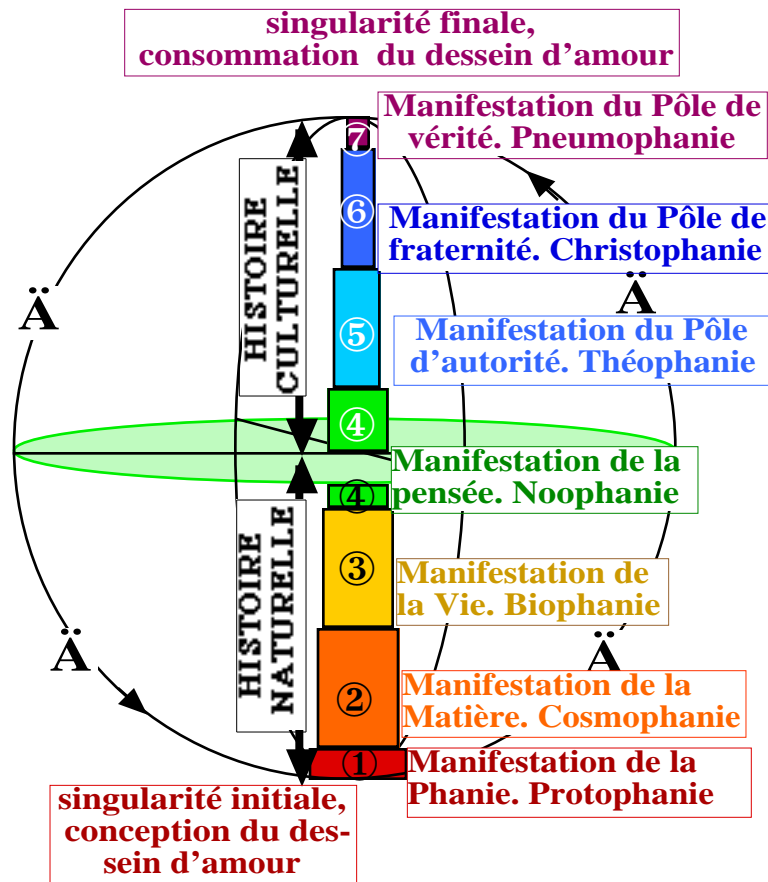 singularité finale,
consommation du dessein d’amour
Manifestation du Pôle de
vérité. Pneumophanie
⑦
HISTOIRE
CULTURELLE
⑥
Manifestation du Pôle de
fraternité. Christophanie
Ä
Ä
⑤
Manifestation du Pôle
d’autorité. Théophanie
④
Manifestation de la
pensée. Noophanie
④
HISTOIRE
NATURELLE
③
Manifestation de
la Vie. Biophanie
Ä
Ä
②
Manifestation de la
Matière. Cosmophanie
①
Manifestation de la
Phanie. Protophanie
singularité initiale,
conception du des-
sein d’amour